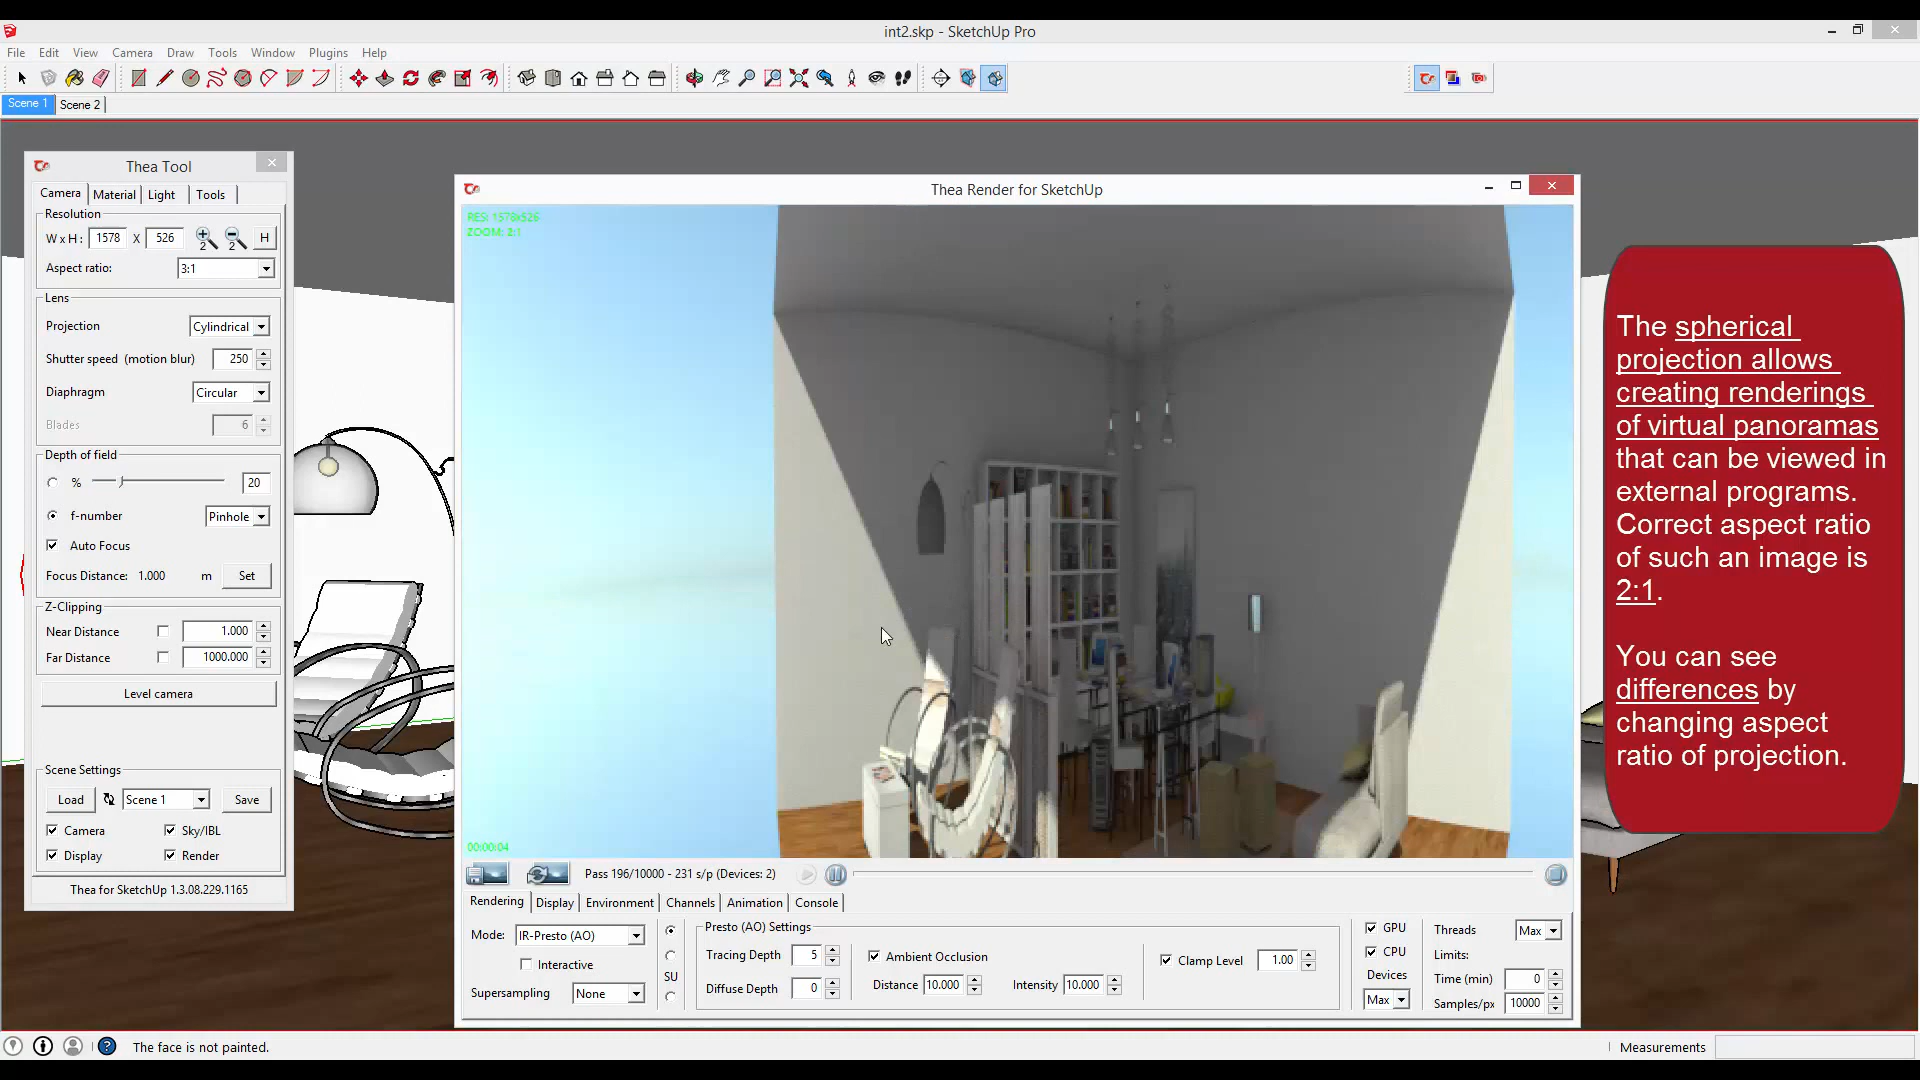 int2.skp - SketchUp Pro
File Edit View Camera Draw Tools Window Plugins Help
Scene 1 Scene 2
Thea Tool
Camera Material Light Tools
Resolution
W x H : 1578 X 526 2 2 H
Aspect ratio: 3:1
Lens
Projection Cylindrical
Shutter speed (motion blur) 250
Diaphragm Circular
Blades 6
Depth of field
% 20
f-number Pinhole
Auto Focus
Focus Distance: 1.000 m Set
Z-Clipping
Near Distance 1.000
Far Distance 1000.000
Level camera
Scene Settings
Load Scene 1 Save
Camera Sky/IBL
Display Render
Thea for SketchUp 1.3.08.229.1165
Thea Render for SketchUp
RES: 1578x526
ZOOM: 2:1
00:00:04
Pass 196/10000 - 231 s/p (Devices: 2)
Rendering Display Environment Channels Animation Console
Mode: IR-Presto (AO)
Interactive
Supersampling None
SU
Presto (AO) Settings
Tracing Depth 5
Diffuse Depth 0
Ambient Occlusion
Distance 10.000 Intensity 10.000
Clamp Level 1.00
GPU
CPU
Devices
Max
Threads Max
Limits:
Time (min) 0
Samples/px 10000
The spherical
projection allows
creating renderings
of virtual panoramas
that can be viewed in
external programs.
Correct aspect ratio
of such an image is
2:1.
You can see
differences by
changing aspect
ratio of projection.
The face is not painted.
Measurements